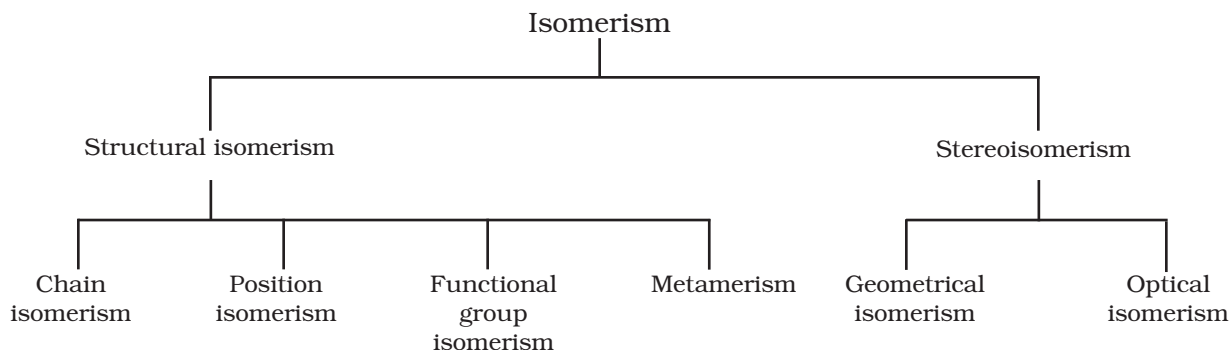 Isomerism
Structural isomerism
Stereoisomerism
Chain
isomerism
Position
isomerism
Functional
group
isomerism
Metamerism
Geometrical
isomerism
Optical
isomerism